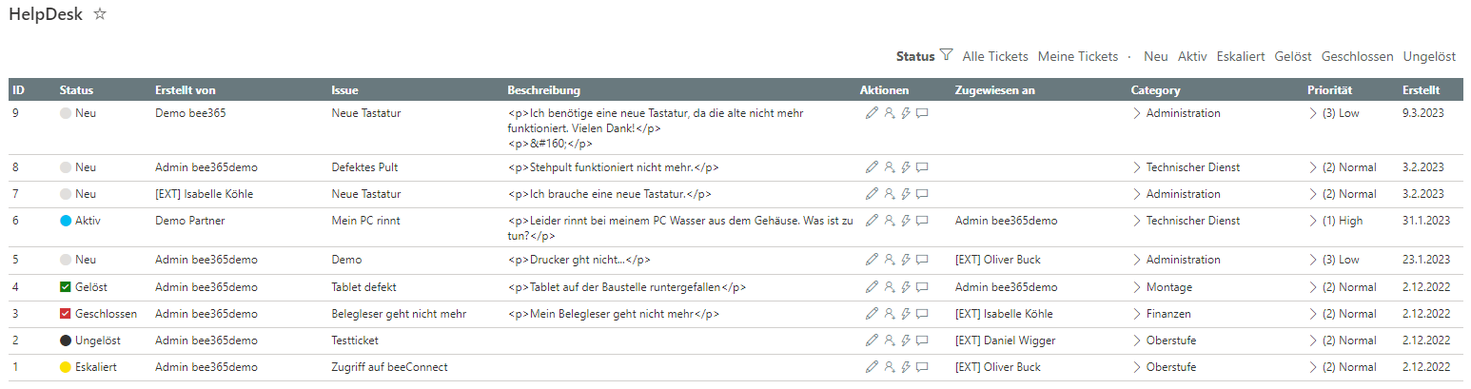 HelpDesk
Status Alle Tickets Meine Tickets · Neu Aktiv Eskaliert Gelöst Geschlossen Ungelöst
ID Status Erstellt von Issue Beschreibung Aktionen Zugewiesen an Category Priorität Erstellt
9 Neu Demo bee365 Neue Tastatur <p>Ich benötige eine neue Tastatur, da die alte nicht mehr (3) Low 9.3.2023 Administration
funktioniert. Vielen Dank!</p>
<p>&#160;</p>
8 Neu Admin bee365demo Defektes Pult <p>Stehpult funktioniert nicht mehr.</p> Technischer Dienst (2) Normal 3.2.2023
7 Neu [EXT] Isabelle Köhle Neue Tastatur <p>Ich brauche eine neue Tastatur.</p> Administration (2) Normal 3.2.2023
6 Aktiv Demo Partner Mein PC rinnt <p>Leider rinnt bei meinem PC Wasser aus dem Gehäuse. Was ist zu Admin bee365demo Technischer Dienst (1) High 31.1.2023
tun?</p>
5 Neu Admin bee365demo Demo <p>Drucker ght nicht...</p> [EXT] Oliver Buck Administration (3) Low 23.1.2023
4 Gelöst Admin bee365demo Tablet defekt <p>Tablet auf der Baustelle runtergefallen</p> Admin bee365demo Montage (2) Normal 2.12.2022
3 Geschlossen Admin bee365demo Belegleser geht nicht mehr <p>Mein Belegleser geht nicht mehr</p> [EXT] Isabelle Köhle Finanzen (2) Normal 2.12.2022
2 Ungelöst Admin bee365demo Testticket [EXT] Daniel Wigger Oberstufe (2) Normal 2.12.2022
1 Eskaliert Admin bee365demo Zugriff auf beeConnect [EXT] Oliver Buck Oberstufe (2) Normal 2.12.2022